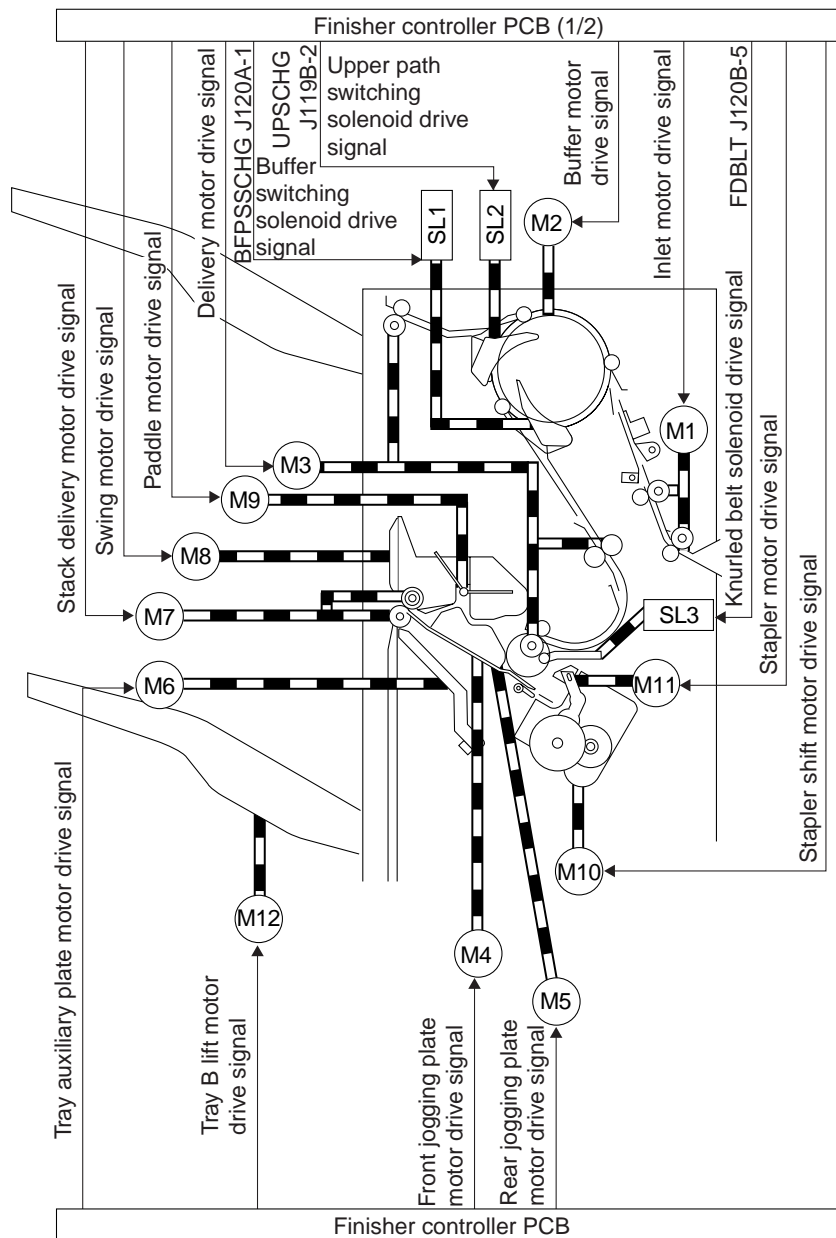 Finisher controller PCB (1/2)
Stack delivery motor drive signal
Swing motor drive signal
Paddle motor drive signal
Delivery motor drive signal
BFPSSCHG J120A-1
Buffer
switching
solenoid drive
signal
UPSCHG
J119B-2
Upper path
switching
solenoid drive
signal
Buffer motor
drive signal
Inlet motor drive signal
FDBLT J120B-5
Knurled belt solenoid drive signal
Stapler motor drive signal
Stapler shift motor drive signal
SL1
SL2
M2
M1
M3
M9
M8
M7
SL3
M6
M11
M10
M12
M4
M5
Tray auxiliary plate motor drive signal
Tray B lift motor
drive signal
Front jogging plate
motor drive signal
Rear jogging plate
motor drive signal
Finisher controller PCB